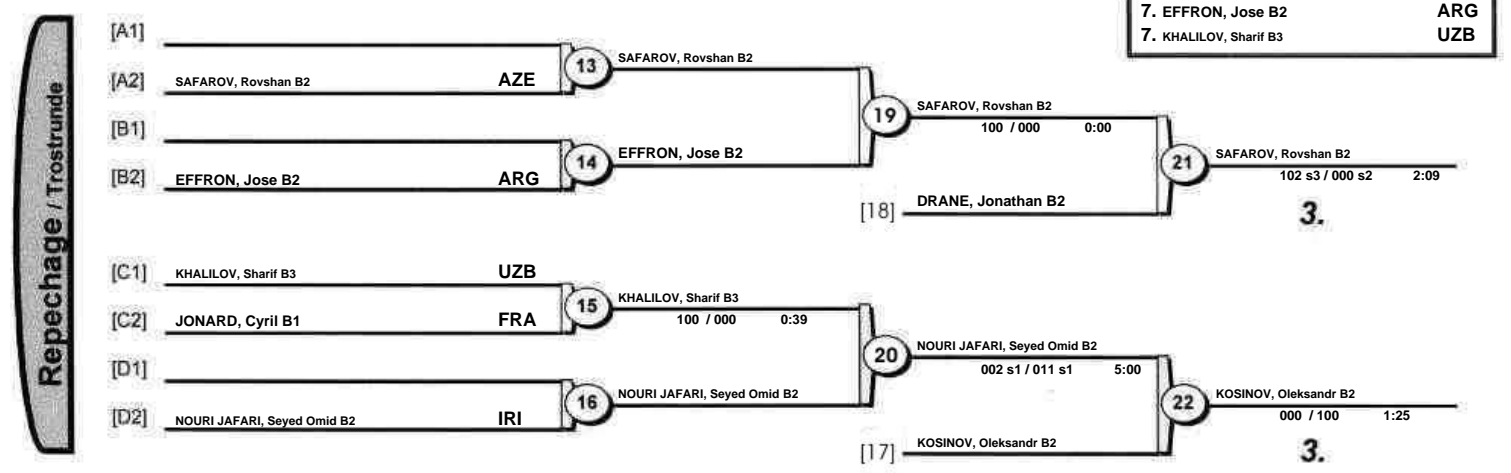 7. EFFRON, Jose B2 ARG
7. KHALILOV, Sharif B3 UZB
Repechage / Trostrunde
[A1]
[A2] SAFAROV, Rovshan B2 AZE
13 SAFAROV, Rovshan B2
[B1]
[B2] EFFRON, Jose B2 ARG
14 EFFRON, Jose B2
19 SAFAROV, Rovshan B2
100 / 000 0:00
[18] DRANE, Jonathan B2
21 SAFAROV, Rovshan B2
102 s3 / 000 s2 2:09
3.
[C1] KHALILOV, Sharif B3 UZB
[C2] JONARD, Cyril B1 FRA
15 KHALILOV, Sharif B3
100 / 000 0:39
[D1]
[D2] NOURI JAFARI, Seyed Omid B2 IRI
16 NOURI JAFARI, Seyed Omid B2
20 NOURI JAFARI, Seyed Omid B2
002 s1 / 011 s1 5:00
[17] KOSINOV, Oleksandr B2
22 KOSINOV, Oleksandr B2
000 / 100 1:25
3.